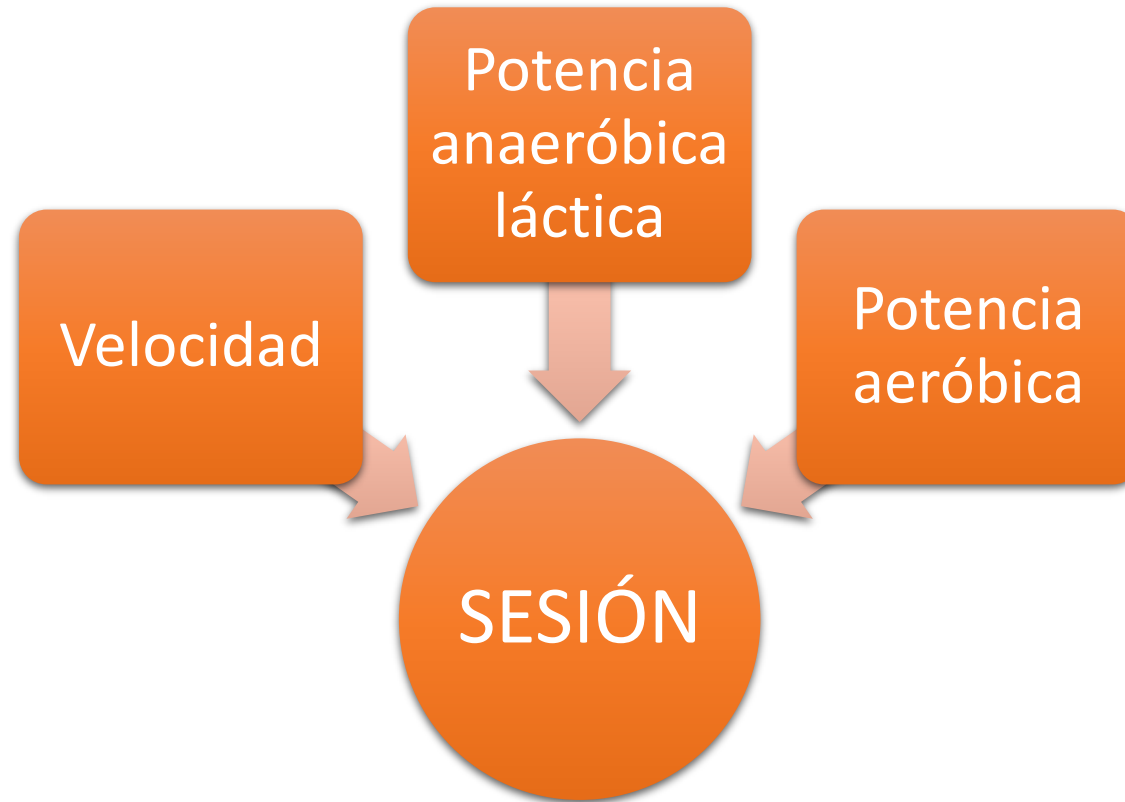 Potencia
anaeróbica
láctica
Velocidad
Potencia
aeróbica
SESIÓN